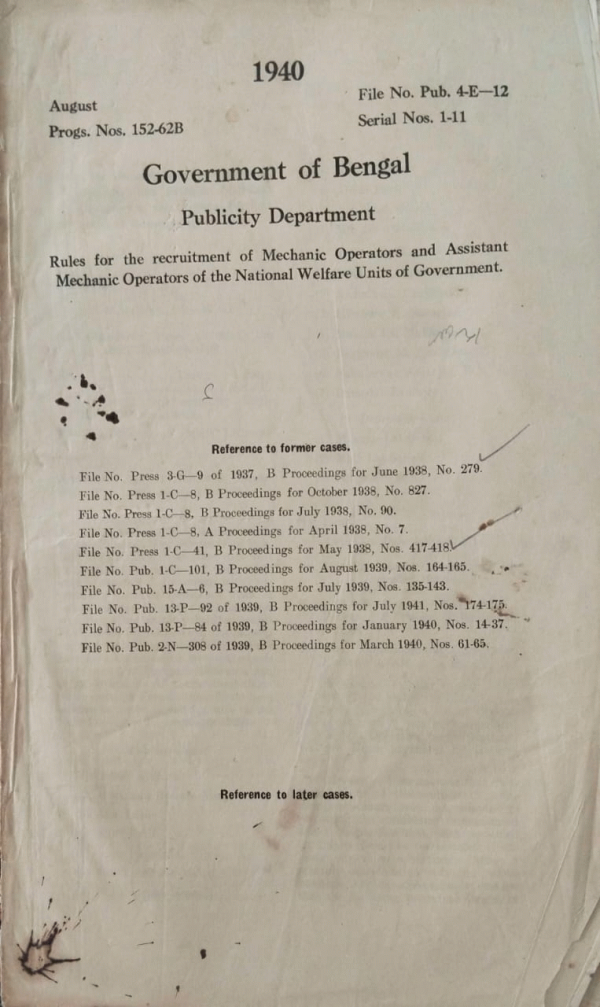 1940
August
File No. Pub. 4-E—12
Progs. Nos. 152-62B
Serial Nos. 1-11
Government of Bengal
Publicity Department
Rules for the recruitment of Mechanic Operators and Assistant
Mechanic Operators of the National Welfare Units of Government.
Reference to former cases.
File No. Press 3-G—9 of 1937, B Proceedings for June 1938, No. 279.
File No. Press 1-C—8, B Proceedings for October 1938, No. 827.
File No. Press 1-C—8, B Proceedings for July 1938, No. 90.
File No. Press 1-C—8, A Proceedings for April 1938, No. 7.
File No. Press 1-C—41, B Proceedings for May 1938, Nos. 417-418.
File No. Pub. 1-C—101, B Proceedings for August 1939, Nos. 164-165.
File No. Pub. 15-A—6, B Proceedings for July 1939, Nos. 135-143.
File No. Pub. 13-P—92 of 1939, B Proceedings for July 1941, Nos. 174-175.
File No. Pub. 13-P—84 of 1939, B Proceedings for January 1940, Nos. 14-37.
File No. Pub. 2-N—308 of 1939, B Proceedings for March 1940, Nos. 61-65.
Reference to later cases.